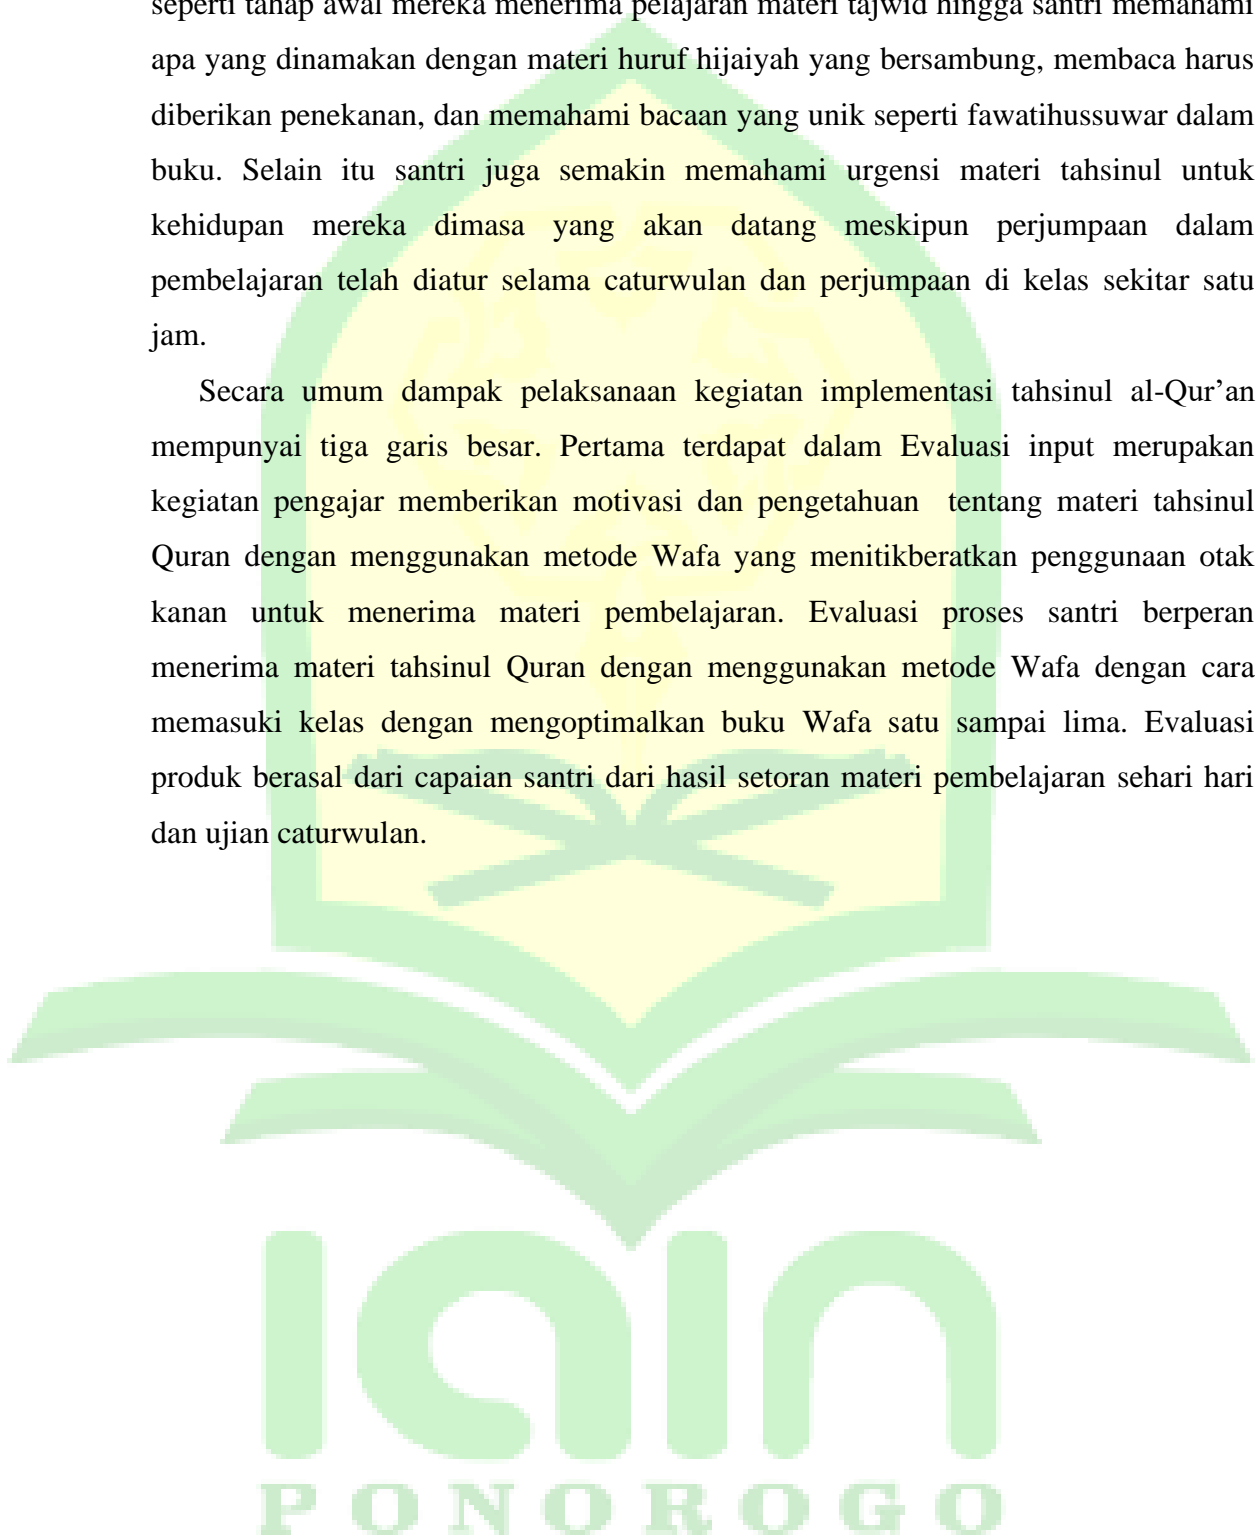 seperti tahap awal mereka menerima pelajaran materi tajwid hingga santri memahami
apa yang dinamakan dengan materi huruf hijaiyah yang bersambung, membaca harus
diberikan penekanan, dan memahami bacaan yang unik seperti fawatihussuwar dalam
buku. Selain itu santri juga semakin memahami urgensi materi tahsinul untuk
kehidupan mereka dimasa yang akan datang meskipun perjumpaan dalam
pembelajaran telah diatur selama caturwulan dan perjumpaan di kelas sekitar satu
jam.
Secara umum dampak pelaksanaan kegiatan implementasi tahsinul al-Qur’an
mempunyai tiga garis besar. Pertama terdapat dalam Evaluasi input merupakan
kegiatan pengajar memberikan motivasi dan pengetahuan tentang materi tahsinul
Quran dengan menggunakan metode Wafa yang menitikberatkan penggunaan otak
kanan untuk menerima materi pembelajaran. Evaluasi proses santri berperan
menerima materi tahsinul Quran dengan menggunakan metode Wafa dengan cara
memasuki kelas dengan mengoptimalkan buku Wafa satu sampai lima. Evaluasi
produk berasal dari capaian santri dari hasil setoran materi pembelajaran sehari hari
dan ujian caturwulan.
iain
PONOROGO